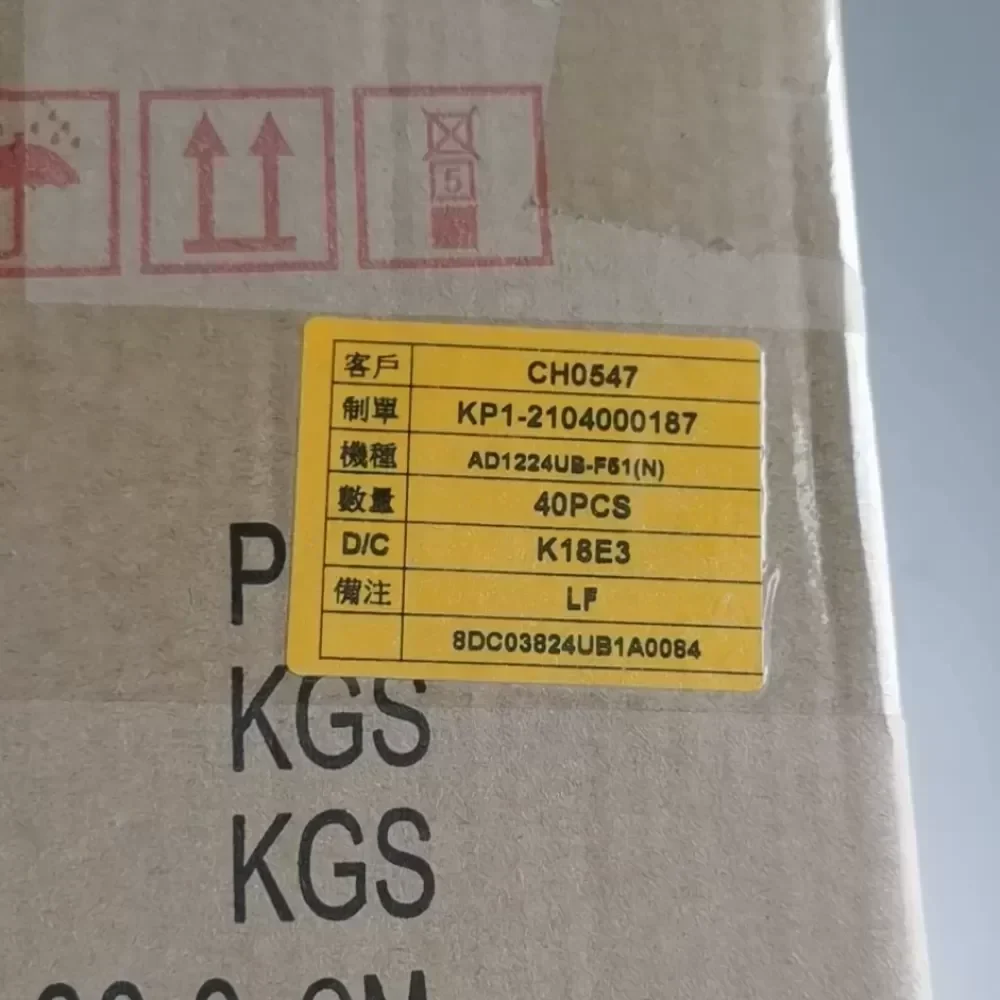 5
客戶 CH0547
制單 KP1-2104000187
機種 AD1224UB-F51(N)
數量 40PCS
D/C K18E3
備注 LF
8DC03824UB1A0084
P
KGS
KGS